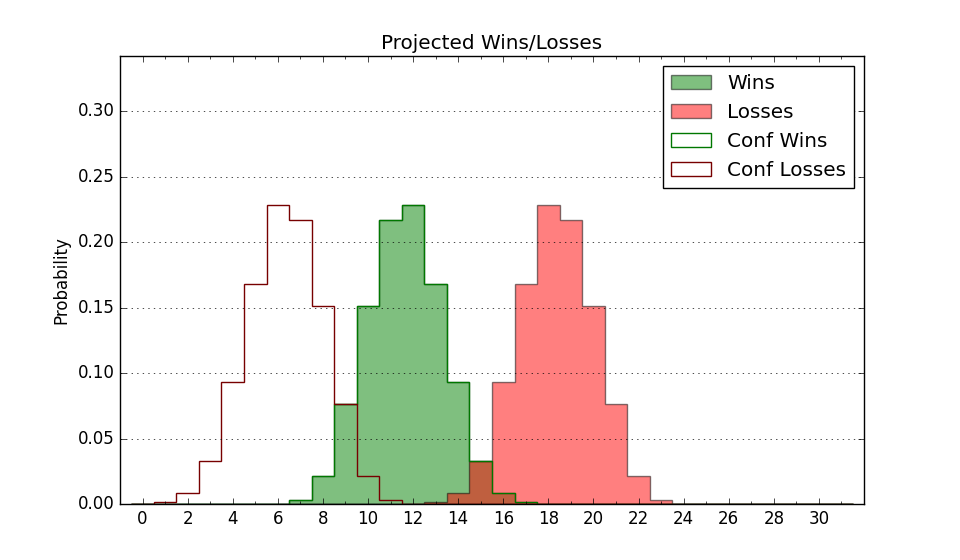 Projected Wins/Losses
Wins
Losses
Conf Wins
Conf Losses
Probability
0.30
0.25
0.20
0.15
0.10
0.05
0.00
0 2 4 6 8 10 12 14 16 18 20 22 24 26 28 30